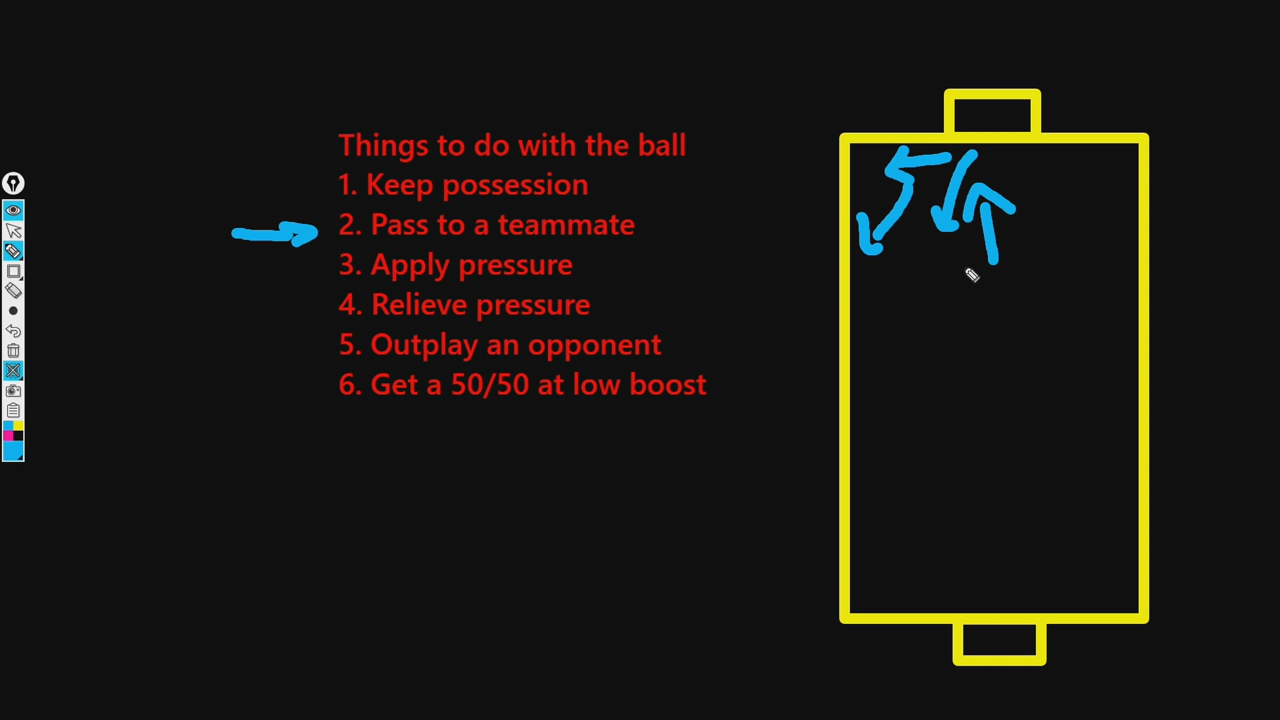 Things to do with the ball
1. Keep possession
2. Pass to a teammate
3. Apply pressure
4. Relieve pressure
5. Outplay an opponent
6. Get a 50/50 at low boost